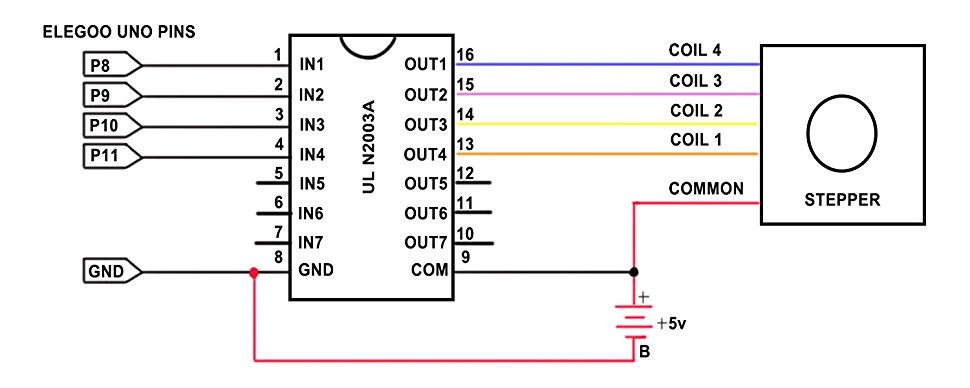 ELEGOO UNO PINS
P8
P9
P10
P11
GND
1
2
3
4
5
6
7
8
IN1
IN2
IN3
IN4
IN5
IN6
IN7
GND
UL N2003A
OUT1
OUT2
OUT3
OUT4
OUT5
OUT6
OUT7
COM
16
15
14
13
12
11
10
9
COIL 4
COIL 3
COIL 2
COIL 1
COMMON
STEPPER
+
+5v
B